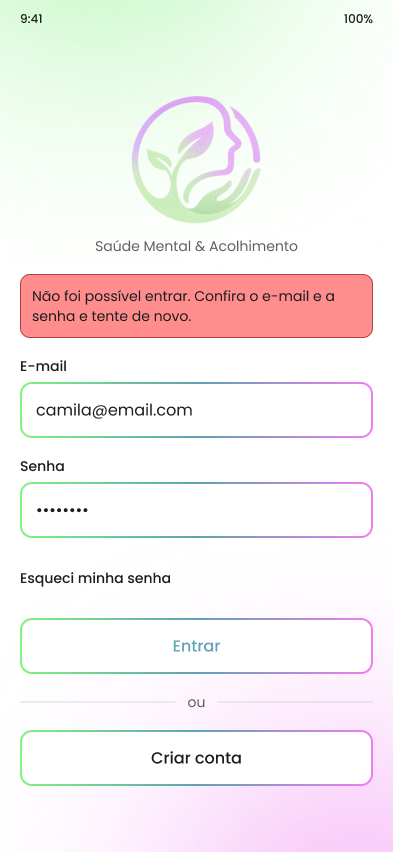 9:41
100%
Saúde Mental & Acolhimento
Não foi possível entrar. Confira o e-mail e a
senha e tente de novo.
E-mail
camila@email.com
Senha
••••••••
Esqueci minha senha
Entrar
ou
Criar conta